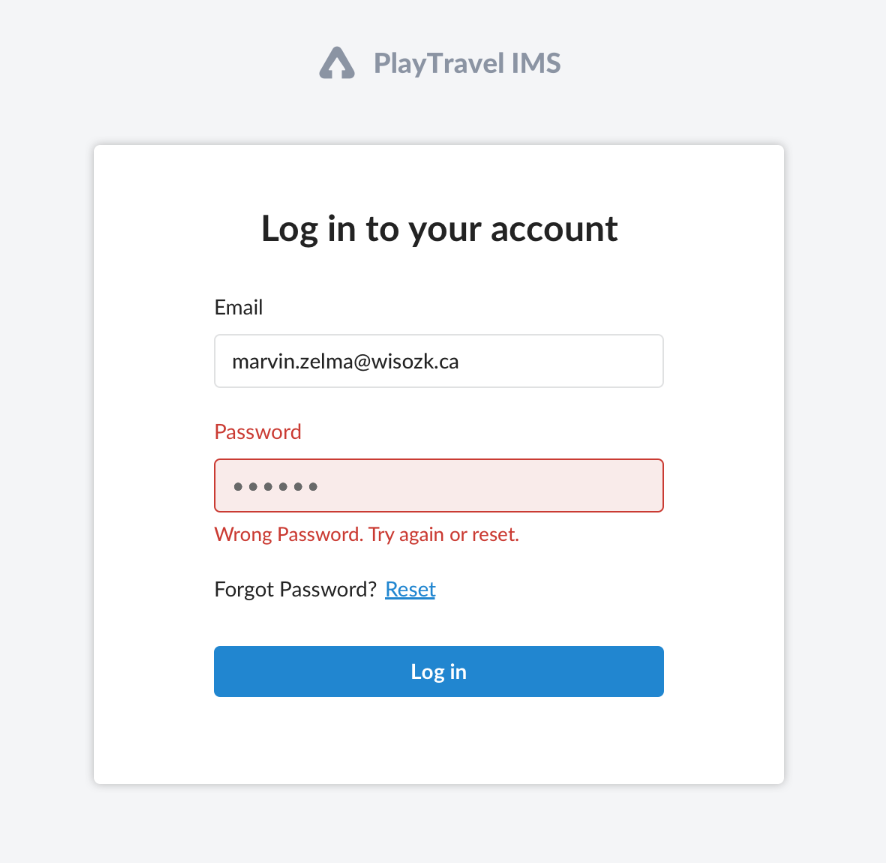 PlayTravel IMS
Log in to your account
Email
marvin.zelma@wisozk.ca
Password
••••••
Wrong Password. Try again or reset.
Forgot Password? Reset
Log in